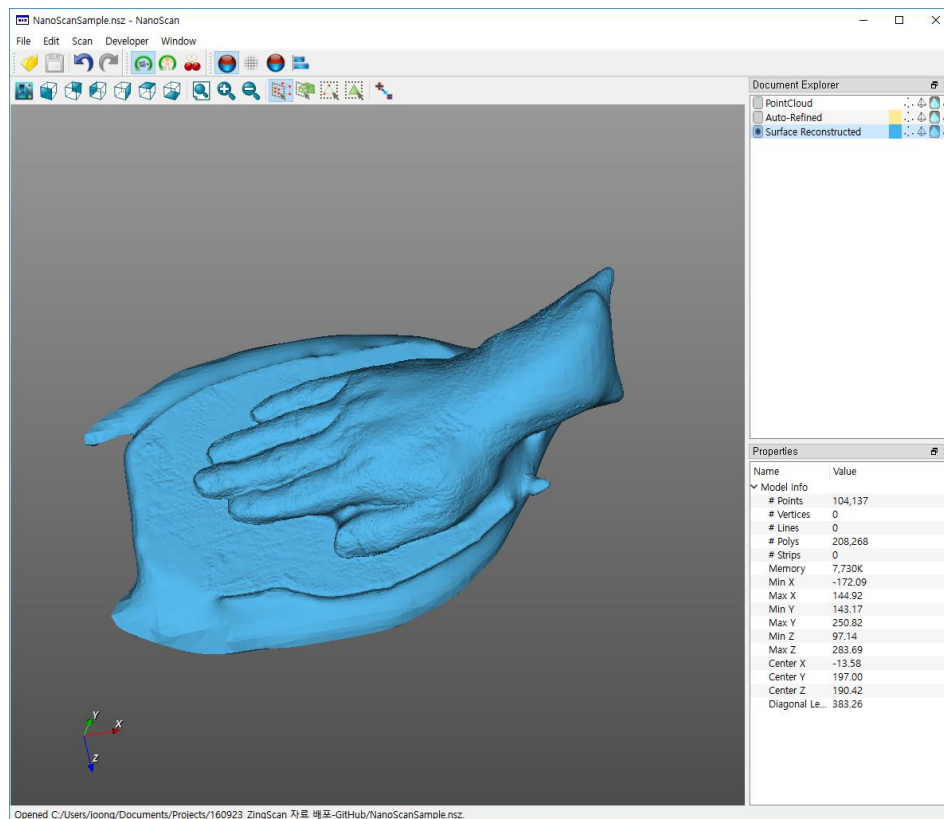 NanoScanSample.nsz - NanoScan
File Edit Scan Developer Window
Document Explorer
PointCloud
Auto-Refined
Surface Reconstructed
Properties
Name Value
Model Info
# Points 104,137
# Vertices 0
# Lines 0
# Polys 208,268
# Strips 0
Memory 7,730K
Min X -172.09
Max X 144.92
Min Y 143.17
Max Y 250.82
Min Z 97.14
Max Z 283.69
Center X -13.58
Center Y 197.00
Center Z 190.42
Diagonal Le... 383.26
Y
X
Z
Opened C:/Users/joong/Documents/Projects/160923_ZingScan 자료 배포-GitHub/NanoScanSample.nsz.